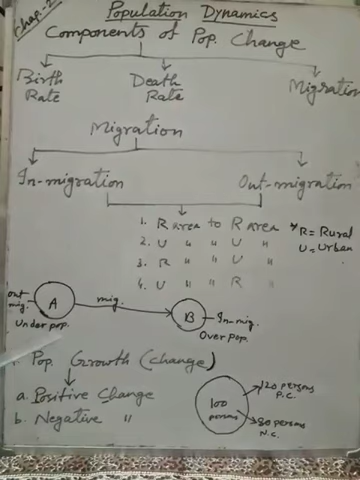 Chap.-2
Population Dynamics
Components of Pop. Change
Birth Rate
Death Rate
Migration
Migration
In-migration
Out-migration
1. R area to R area
2. U " " U "
3. R " " U "
4. U " " R "
* R = Rural
U = Urban
out mig.
A
mig.
B
In-mig.
Under pop.
Over pop.
Pop. Growth (change)
a. Positive Change
b. Negative "
100 persons
120 persons P.C.
80 persons N.C.